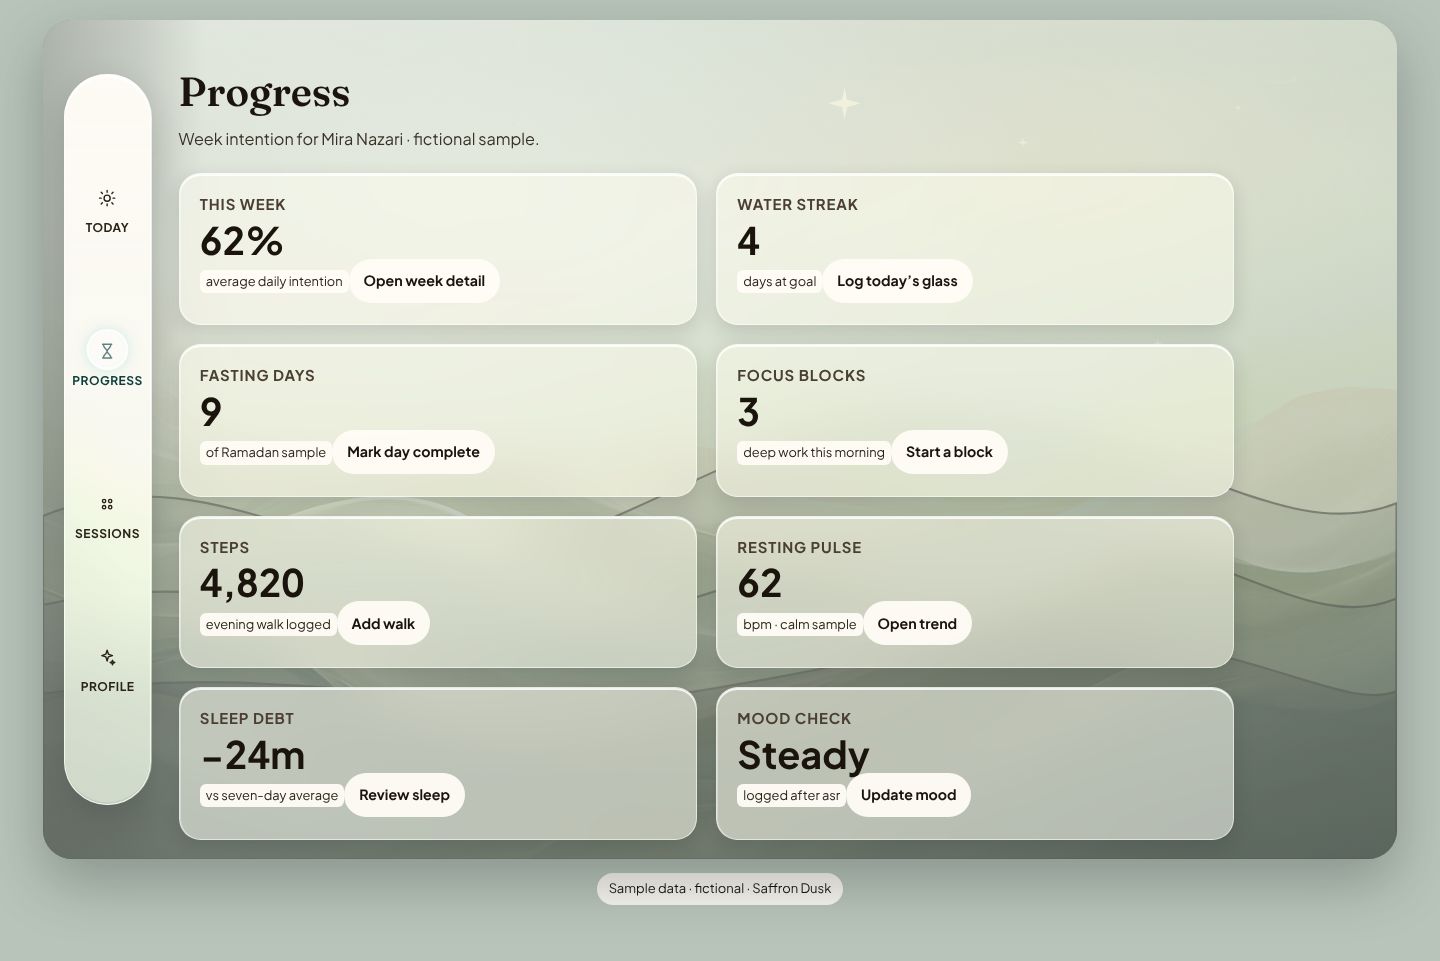 Progress
Week intention for Mira Nazari · fictional sample.
TODAY
PROGRESS
SESSIONS
PROFILE
THIS WEEK
62%
average daily intention
Open week detail
WATER STREAK
4
days at goal
Log today’s glass
FASTING DAYS
9
of Ramadan sample
Mark day complete
FOCUS BLOCKS
3
deep work this morning
Start a block
STEPS
4,820
evening walk logged
Add walk
RESTING PULSE
62
bpm · calm sample
Open trend
SLEEP DEBT
−24m
vs seven-day average
Review sleep
MOOD CHECK
Steady
logged after asr
Update mood
Sample data · fictional · Saffron Dusk